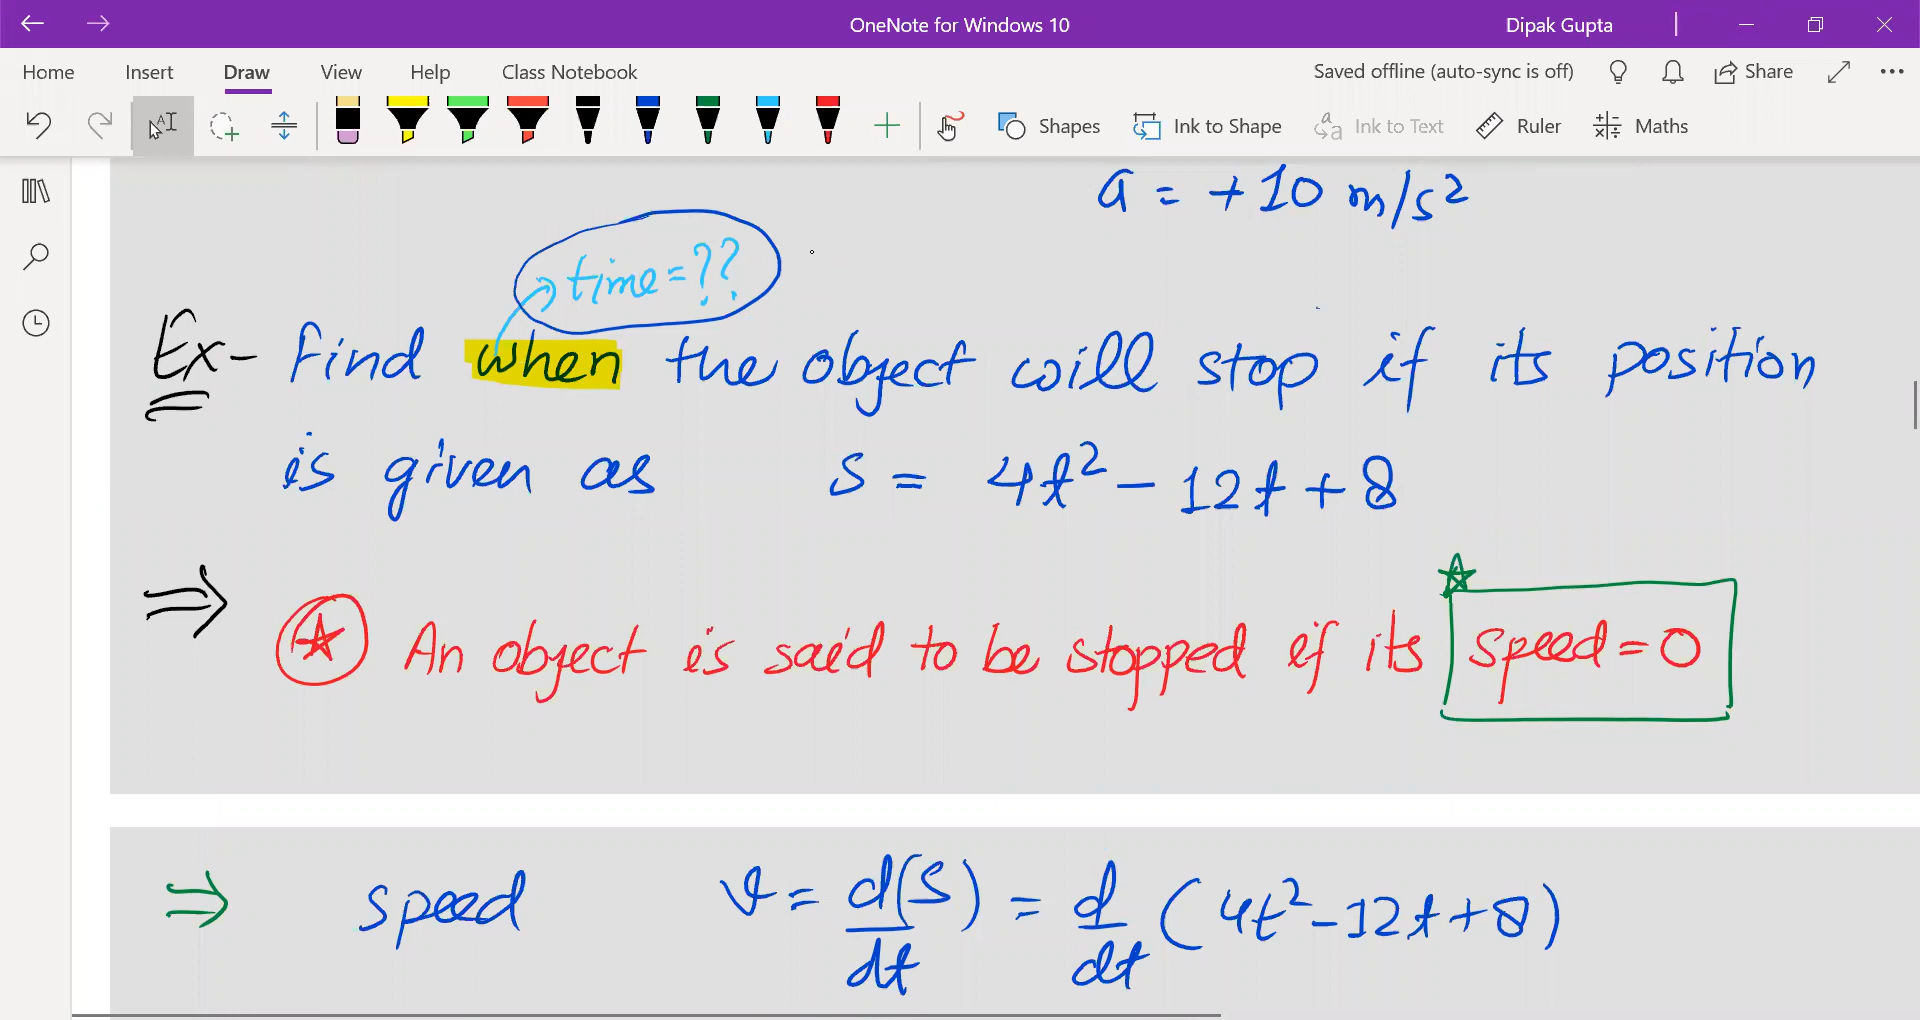 OneNote for Windows 10
Dipak Gupta
Home Insert Draw View Help Class Notebook
Saved offline (auto-sync is off) Share
Shapes Ink to Shape Ink to Text Ruler Maths
a = +10 m/s²
time = ??
Ex- Find when the object will stop if its position
is given as s = 4t² - 12t + 8
⇒
An object is said to be stopped if its speed = 0
⇒ speed v = d(s)/dt = d/dt (4t² - 12t + 8)